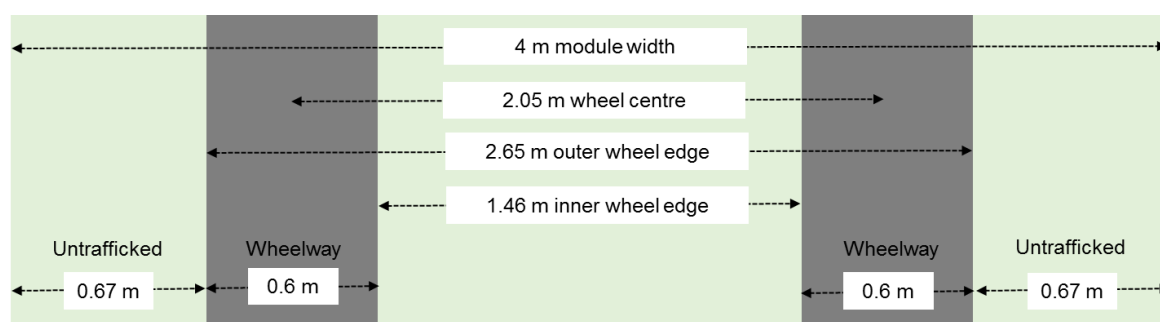 4 m module width
2.05 m wheel centre
2.65 m outer wheel edge
1.46 m inner wheel edge
Untrafficked
Wheelway
Wheelway
Untrafficked
0.67 m
0.6 m
0.6 m
0.67 m